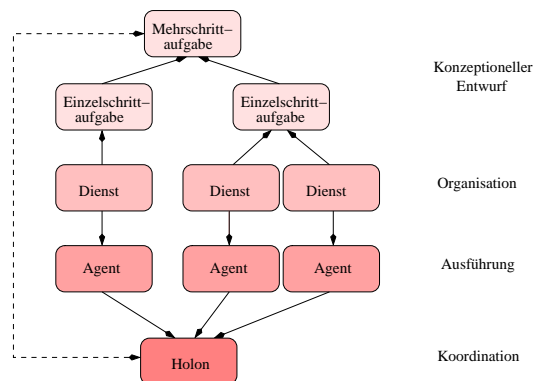 Mehrschritt–
aufgabe
Konzeptioneller
Entwurf
Einzelschritt–
aufgabe
Einzelschritt–
aufgabe
Dienst
Dienst
Dienst
Organisation
Agent
Agent
Agent
Ausführung
Holon
Koordination